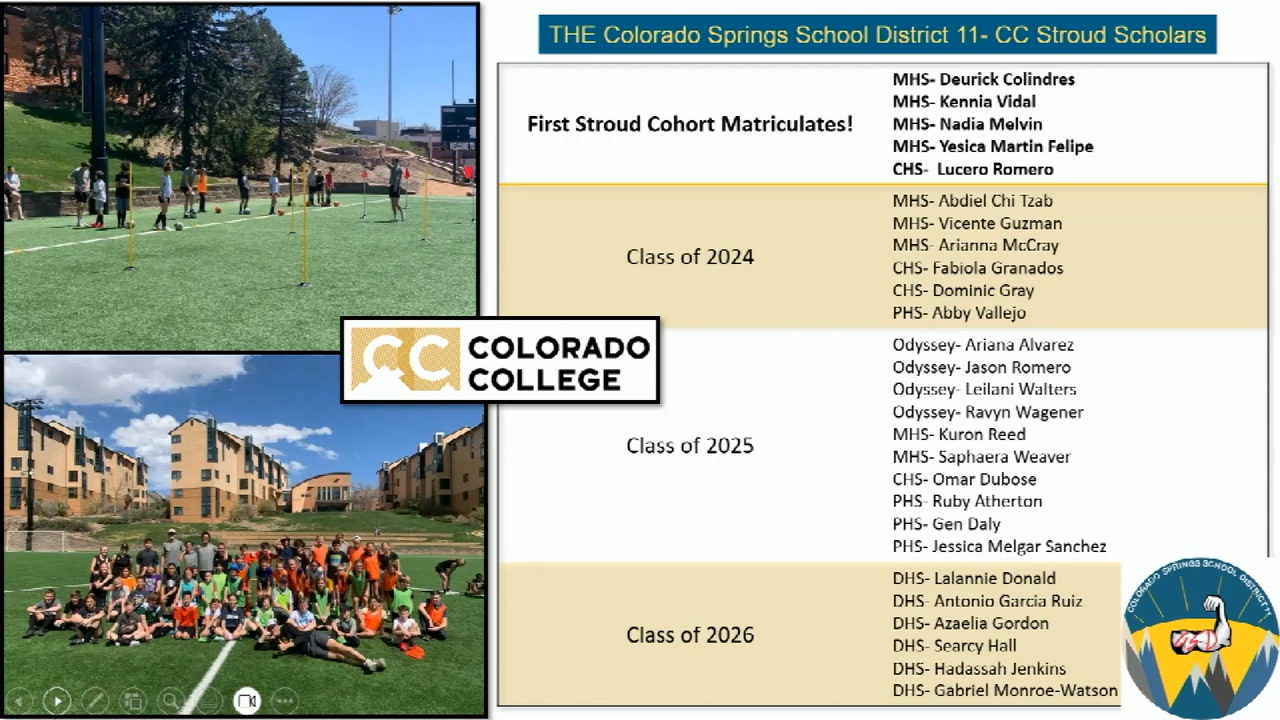 THE Colorado Springs School District 11- CC Stroud Scholars
First Stroud Cohort Matriculates!
MHS- Deurick Colindres
MHS- Kennia Vidal
MHS- Nadia Melvin
MHS- Yesica Martin Felipe
CHS- Lucero Romero
Class of 2024
MHS- Abdiel Chi Tzab
MHS- Vicente Guzman
MHS- Arianna McCray
CHS- Fabiola Granados
CHS- Dominic Gray
PHS- Abby Vallejo
CC COLORADO
COLLEGE
Class of 2025
Odyssey- Ariana Alvarez
Odyssey- Jason Romero
Odyssey- Leilani Walters
Odyssey- Ravyn Wagener
MHS- Kuron Reed
MHS- Saphaera Weaver
CHS- Omar Dubose
PHS- Ruby Atherton
PHS- Gen Daly
PHS- Jessica Melgar Sanchez
Class of 2026
DHS- Lalannie Donald
DHS- Antonio Garcia Ruiz
DHS- Azaelia Gordon
DHS- Searcy Hall
DHS- Hadassah Jenkins
DHS- Gabriel Monroe-Watson
COLORADO SPRINGS SCHOOL DISTRICT 11